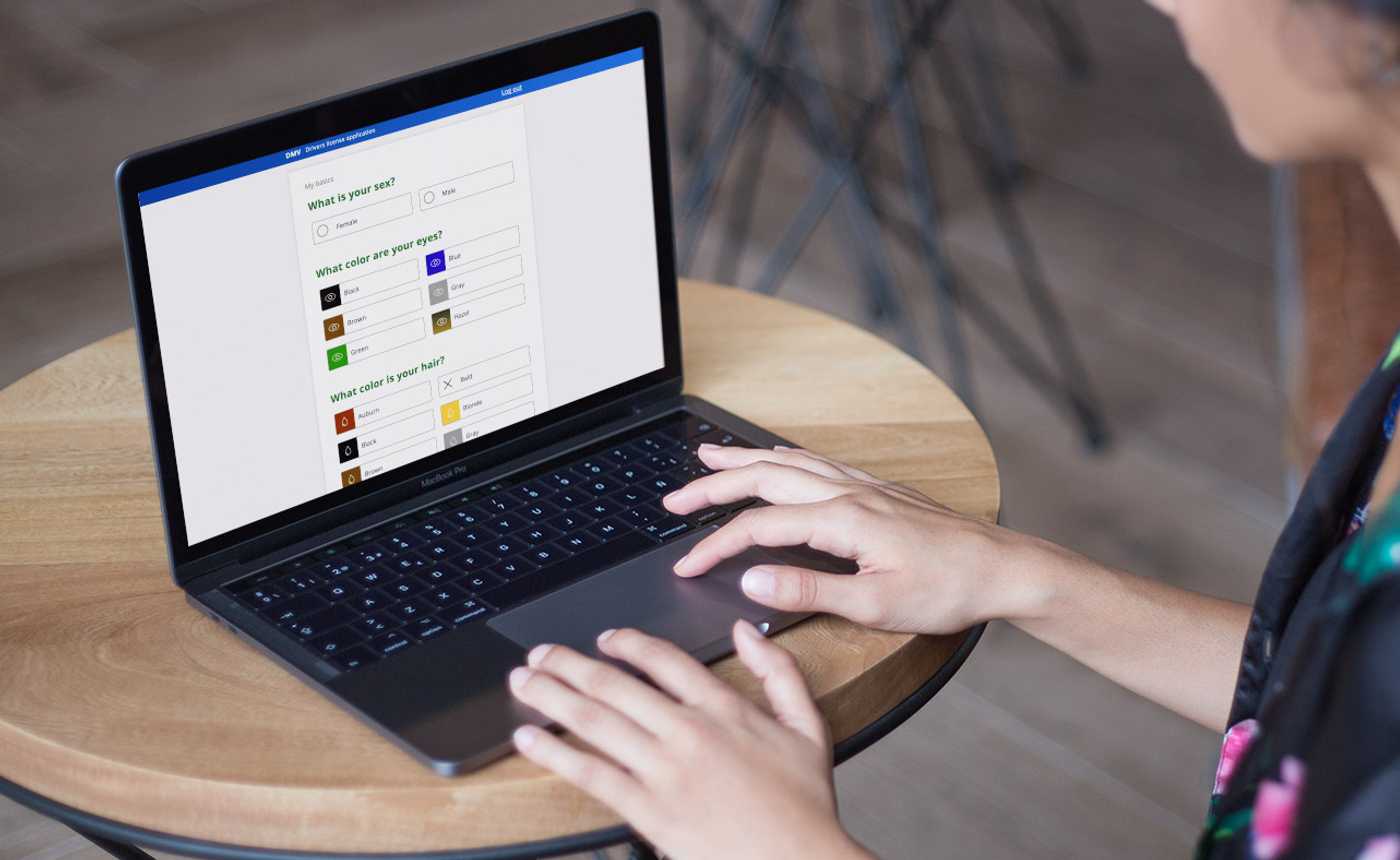 Log out
DMV Drivers license application
My basics
What is your sex?
Female Male
What color are your eyes?
Black Blue
Brown Gray
Green Hazel
What color is your hair?
Auburn Bald
Black Blonde
Brown Gray
MacBook Pro